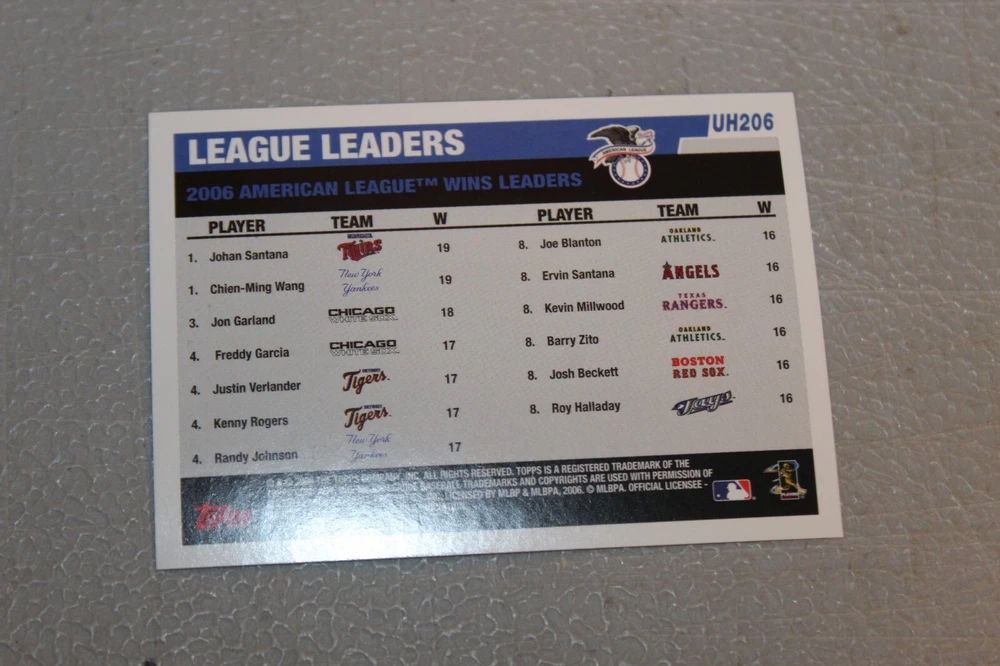 UH206
LEAGUE LEADERS
AMERICAN LEAGUE
2006 AMERICAN LEAGUE™ WINS LEADERS
PLAYER TEAM W
1. Johan Santana Twins 19
1. Chien-Ming Wang New York Yankees 19
3. Jon Garland CHICAGO WHITE SOX 18
4. Freddy Garcia CHICAGO WHITE SOX 17
4. Justin Verlander Tigers 17
4. Kenny Rogers Tigers 17
4. Randy Johnson New York Yankees 17
PLAYER TEAM W
8. Joe Blanton OAKLAND ATHLETICS. 16
8. Ervin Santana ANGELS 16
8. Kevin Millwood TEXAS RANGERS. 16
8. Barry Zito OAKLAND ATHLETICS. 16
8. Josh Beckett BOSTON RED SOX. 16
8. Roy Halladay Jays 16
INC. ALL RIGHTS RESERVED. TOPPS IS A REGISTERED TRADEMARK OF THE
BASEBALL TRADEMARKS AND COPYRIGHTS ARE USED WITH PERMISSION OF
LICENSED BY MLBP & MLBPA, 2006. © MLBPA. OFFICIAL LICENSEE -
Topps